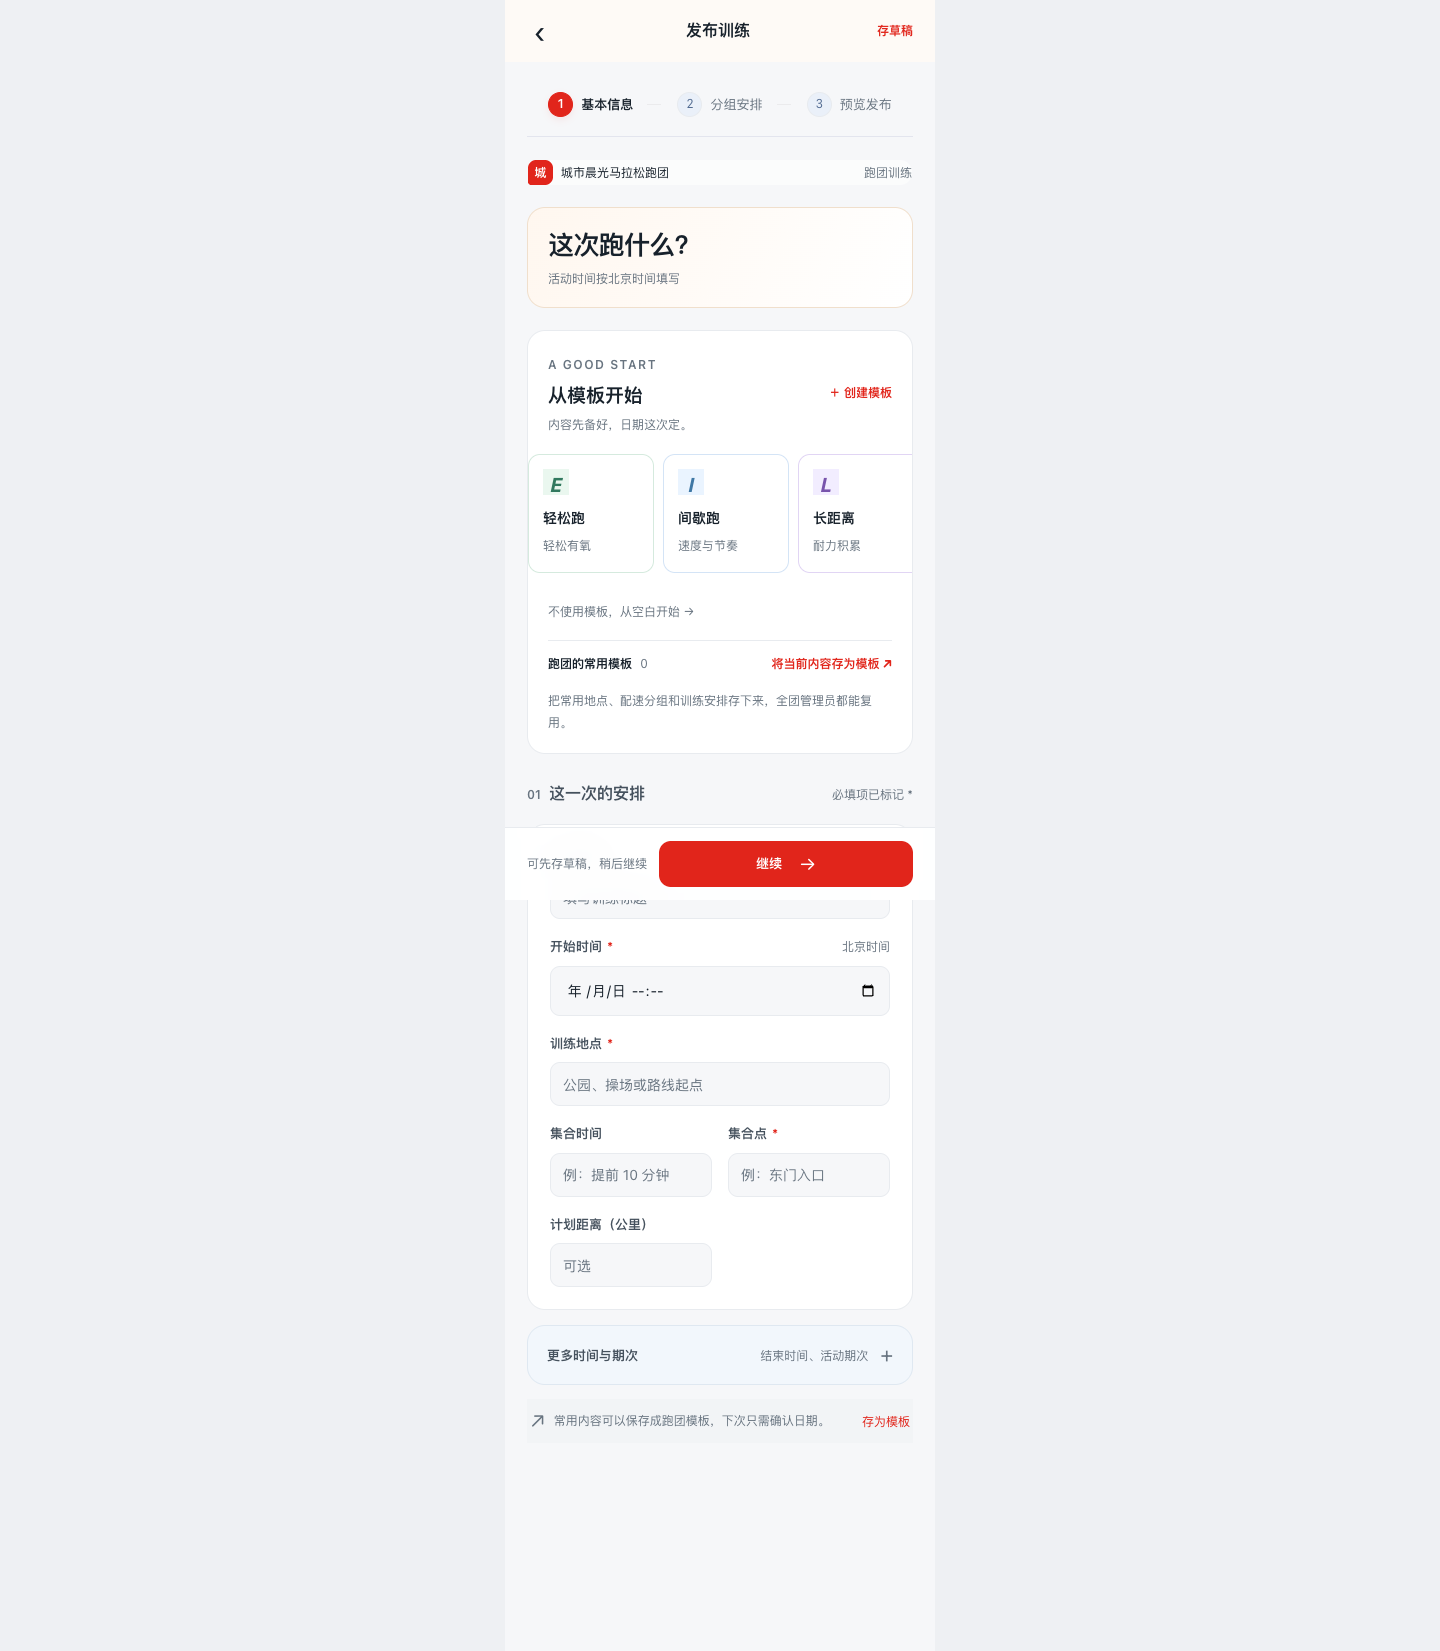 ‹
发布训练
存草稿
1 基本信息
2 分组安排
3 预览发布
城 城市晨光马拉松跑团
跑团训练
这次跑什么?
活动时间按北京时间填写
A GOOD START
从模板开始
+ 创建模板
内容先备好，日期这次定。
E
轻松跑
轻松有氧
I
间歇跑
速度与节奏
L
长距离
耐力积累
不使用模板，从空白开始 →
跑团的常用模板 0
将当前内容存为模板 ↗
把常用地点、配速分组和训练安排存下来，全团管理员都能复
用。
01 这一次的安排
必填项已标记 *
可先存草稿，稍后继续
继续 →
开始时间 *
北京时间
年 /月/日 --:--
训练地点 *
公园、操场或路线起点
集合时间
集合点 *
例：提前 10 分钟
例：东门入口
计划距离（公里）
可选
更多时间与期次
结束时间、活动期次 +
↗ 常用内容可以保存成跑团模板，下次只需确认日期。
存为模板